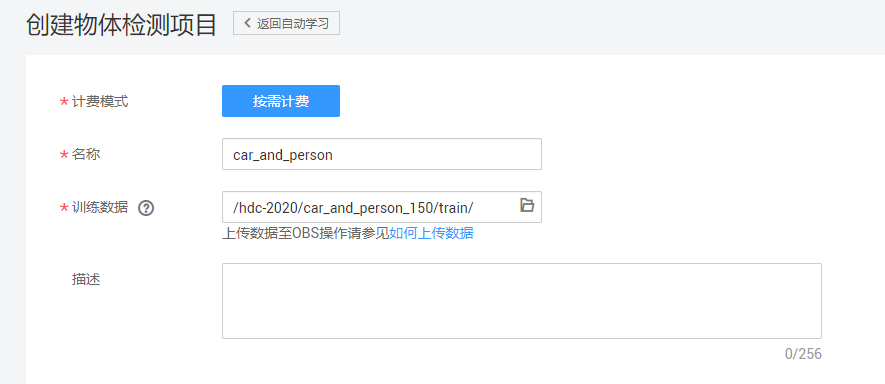 创建物体检测项目 返回自动学习
* 计费模式 按需计费
* 名称 car_and_person
* 训练数据 ? /hdc-2020/car_and_person_150/train/
上传数据至OBS操作请参见如何上传数据
描述
0/256